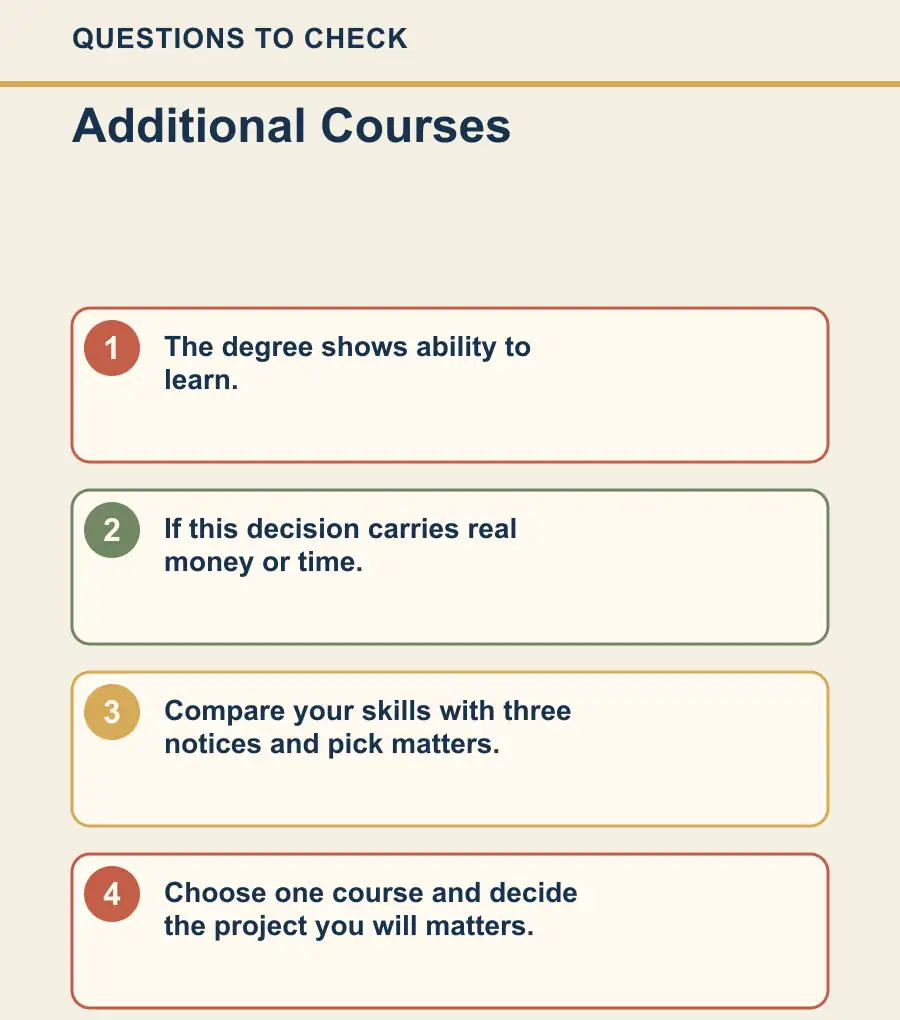 QUESTIONS TO CHECK
Additional Courses
1
The degree shows ability to
learn.
2
If this decision carries real
money or time.
3
Compare your skills with three
notices and pick matters.
4
Choose one course and decide
the project you will matters.